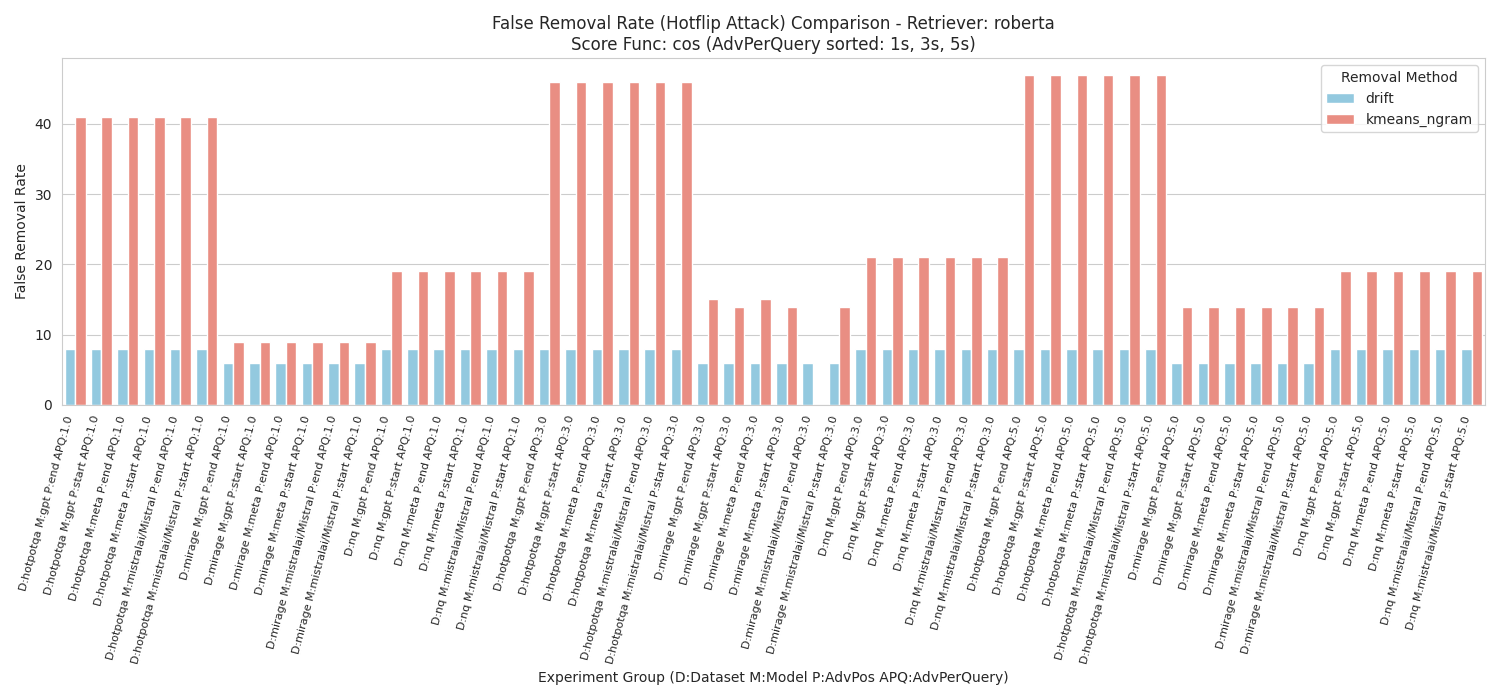 False Removal Rate (Hotflip Attack) Comparison - Retriever: roberta
Score Func: cos (AdvPerQuery sorted: 1s, 3s, 5s)
Removal Method
drift
kmeans_ngram
False Removal Rate
40
30
20
10
0
D:hotpotqa M:gpt P:end APQ:1.0
D:hotpotqa M:gpt P:start APQ:1.0
D:hotpotqa M:meta P:end APQ:1.0
D:hotpotqa M:meta P:start APQ:1.0
D:hotpotqa M:mistralai/Mistral P:end APQ:1.0
D:hotpotqa M:mistralai/Mistral P:start APQ:1.0
D:mirage M:gpt P:end APQ:1.0
D:mirage M:gpt P:start APQ:1.0
D:mirage M:meta P:end APQ:1.0
D:mirage M:meta P:start APQ:1.0
D:mirage M:mistralai/Mistral P:end APQ:1.0
D:mirage M:mistralai/Mistral P:start APQ:1.0
D:nq M:gpt P:end APQ:1.0
D:nq M:gpt P:start APQ:1.0
D:nq M:meta P:end APQ:1.0
D:nq M:meta P:start APQ:1.0
D:nq M:mistralai/Mistral P:end APQ:1.0
D:nq M:mistralai/Mistral P:start APQ:1.0
D:hotpotqa M:gpt P:end APQ:3.0
D:hotpotqa M:gpt P:start APQ:3.0
D:hotpotqa M:meta P:end APQ:3.0
D:hotpotqa M:meta P:start APQ:3.0
D:hotpotqa M:mistralai/Mistral P:end APQ:3.0
D:hotpotqa M:mistralai/Mistral P:start APQ:3.0
D:mirage M:gpt P:end APQ:3.0
D:mirage M:gpt P:start APQ:3.0
D:mirage M:meta P:end APQ:3.0
D:mirage M:meta P:start APQ:3.0
D:mirage M:mistralai/Mistral P:end APQ:3.0
D:mirage M:mistralai/Mistral P:start APQ:3.0
D:nq M:gpt P:end APQ:3.0
D:nq M:gpt P:start APQ:3.0
D:nq M:meta P:end APQ:3.0
D:nq M:meta P:start APQ:3.0
D:nq M:mistralai/Mistral P:end APQ:3.0
D:nq M:mistralai/Mistral P:start APQ:3.0
D:hotpotqa M:gpt P:end APQ:5.0
D:hotpotqa M:gpt P:start APQ:5.0
D:hotpotqa M:meta P:end APQ:5.0
D:hotpotqa M:meta P:start APQ:5.0
D:hotpotqa M:mistralai/Mistral P:end APQ:5.0
D:hotpotqa M:mistralai/Mistral P:start APQ:5.0
D:mirage M:gpt P:end APQ:5.0
D:mirage M:gpt P:start APQ:5.0
D:mirage M:meta P:end APQ:5.0
D:mirage M:meta P:start APQ:5.0
D:mirage M:mistralai/Mistral P:end APQ:5.0
D:mirage M:mistralai/Mistral P:start APQ:5.0
D:nq M:gpt P:end APQ:5.0
D:nq M:gpt P:start APQ:5.0
D:nq M:meta P:end APQ:5.0
D:nq M:meta P:start APQ:5.0
D:nq M:mistralai/Mistral P:end APQ:5.0
D:nq M:mistralai/Mistral P:start APQ:5.0
Experiment Group (D:Dataset M:Model P:AdvPos APQ:AdvPerQuery)